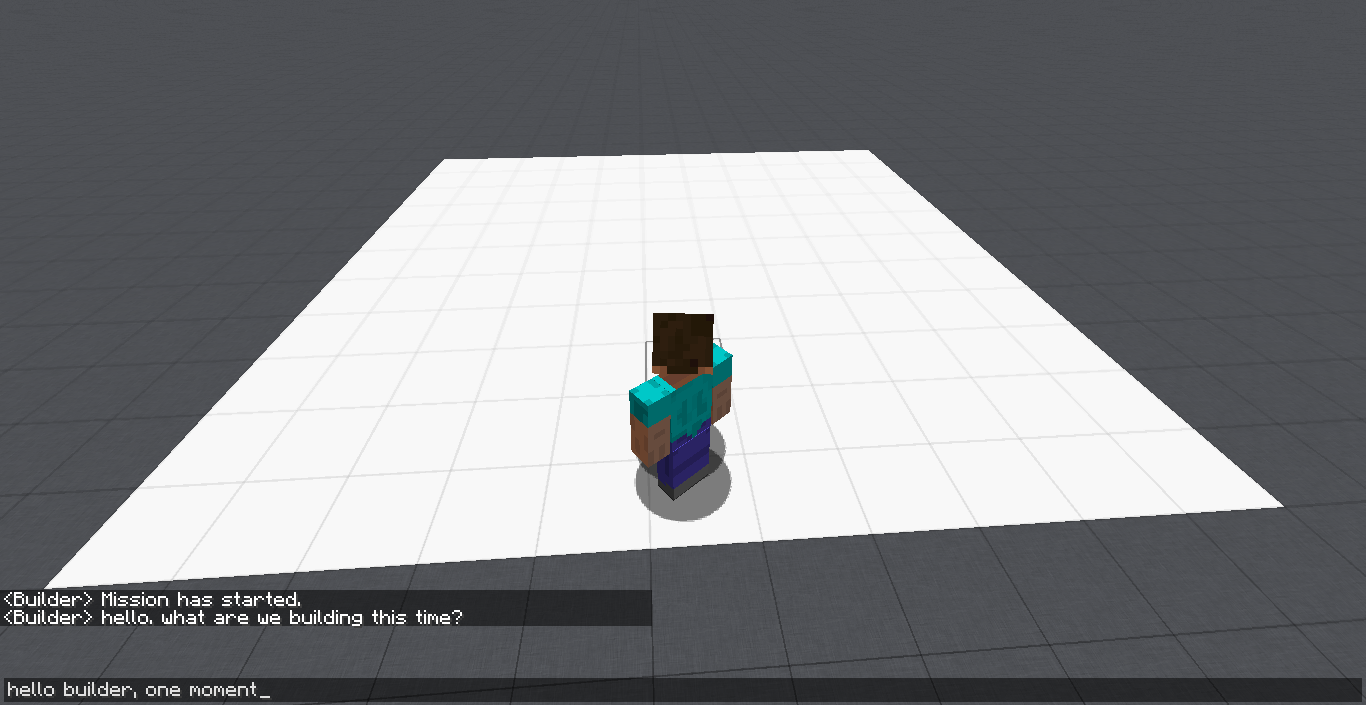 <Builder> Mission has started.
<Builder> hello. what are we building this time?
hello builder, one moment_